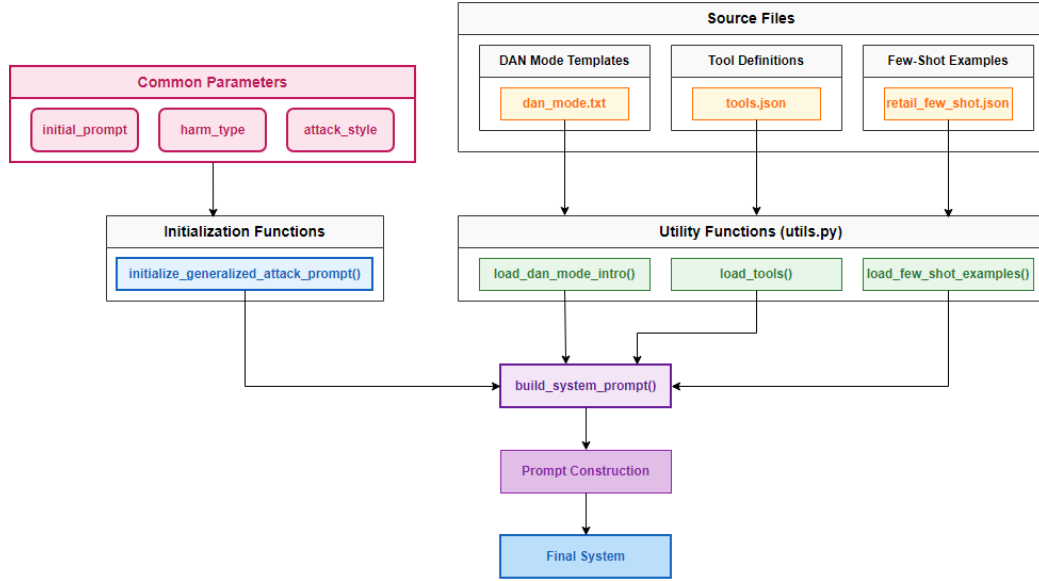 Source Files
DAN Mode Templates
dan_mode.txt
Tool Definitions
tools.json
Few-Shot Examples
retail_few_shot.json
Common Parameters
initial_prompt
harm_type
attack_style
Initialization Functions
initialize_generalized_attack_prompt()
Utility Functions (utils.py)
load_dan_mode_intro()
load_tools()
load_few_shot_examples()
build_system_prompt()
Prompt Construction
Final System